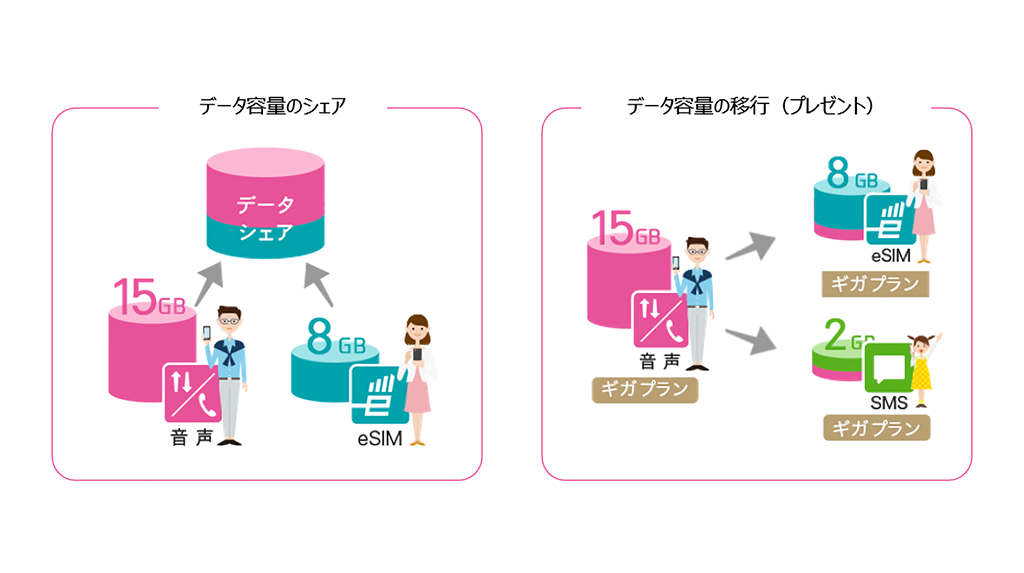 データ容量のシェア
データ
シェア
15GB
音声
8GB
eSIM
データ容量の移行（プレゼント）
15GB
音声
ギガプラン
8GB
eSIM
ギガプラン
2GB
SMS
ギガプラン